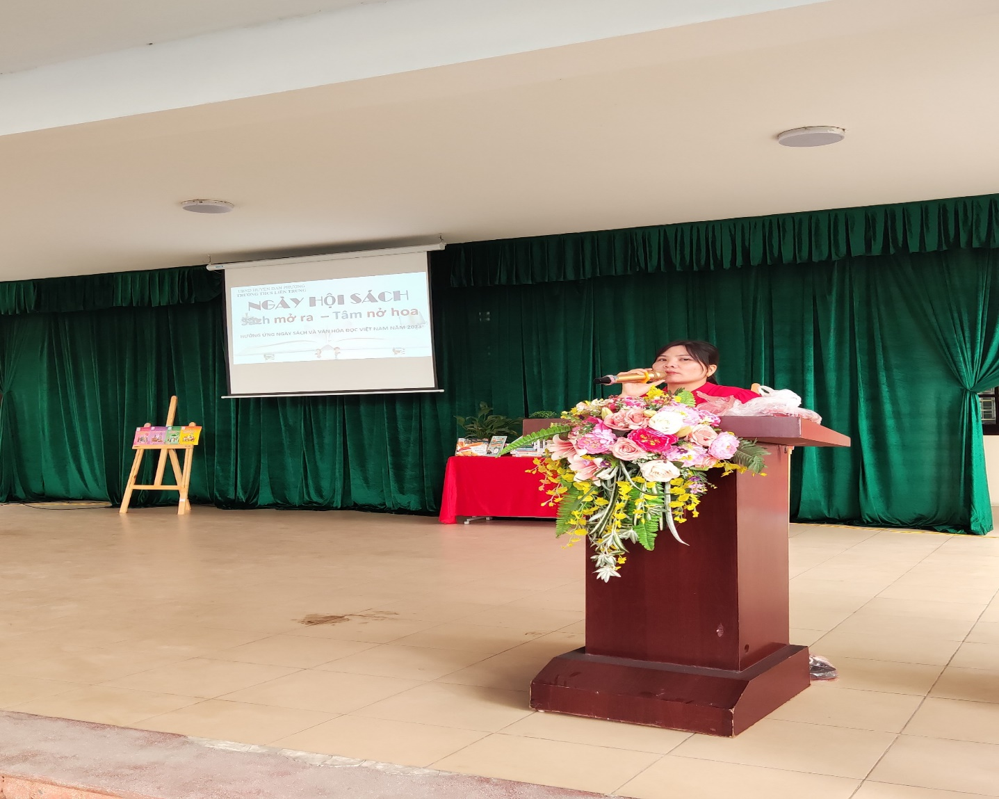 UBND HUYỆN ĐAN PHƯỢNG
TRƯỜNG THCS LIÊN TRUNG
NGÀY HỘI SÁCH
Sách mở ra – Tâm nở hoa
HƯỞNG ỨNG NGÀY SÁCH VÀ VĂN HÓA ĐỌC VIỆT NAM NĂM 2023